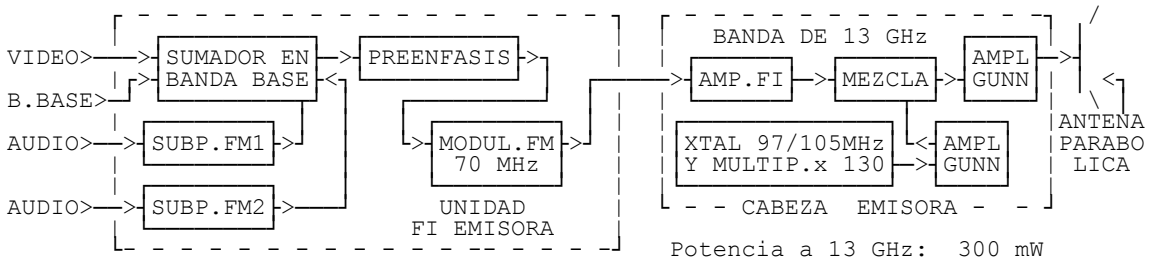 BANDA DE 13 GHz
VIDEO> SUMADOR EN PREENFASIS AMPL
B.BASE> BANDA BASE AMP.FI MEZCLA GUNN
AUDIO> SUBP.FM1 MODUL.FM XTAL 97/105MHz AMPL ANTENA
70 MHz Y MULTIP.x 130 GUNN PARABO
LICA
AUDIO> SUBP.FM2 UNIDAD CABEZA EMISORA
FI EMISORA
Potencia a 13 GHz: 300 mW